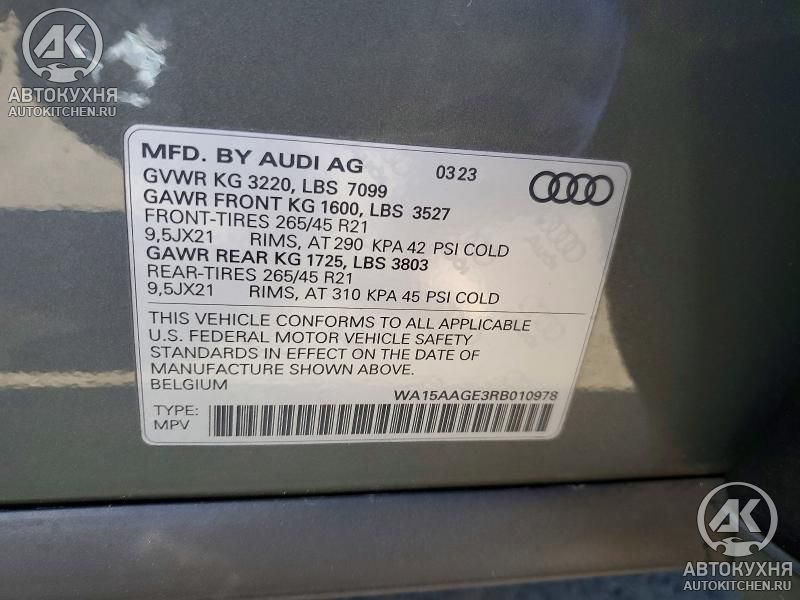 АВТОКУХНЯ
AUTOKITCHEN.RU
MFD. BY AUDI AG 03 23
GVWR KG 3220, LBS 7099
GAWR FRONT KG 1600, LBS 3527
FRONT-TIRES 265/45 R21
9,5JX21 RIMS, AT 290 KPA 42 PSI COLD
GAWR REAR KG 1725, LBS 3803
REAR-TIRES 265/45 R21
9,5JX21 RIMS, AT 310 KPA 45 PSI COLD
THIS VEHICLE CONFORMS TO ALL APPLICABLE
U.S. FEDERAL MOTOR VEHICLE SAFETY
STANDARDS IN EFFECT ON THE DATE OF
MANUFACTURE SHOWN ABOVE.
BELGIUM WA15AAGE3RB010978
TYPE:
MPV
АК
АВТОКУХНЯ
AUTOKITCHEN.RU